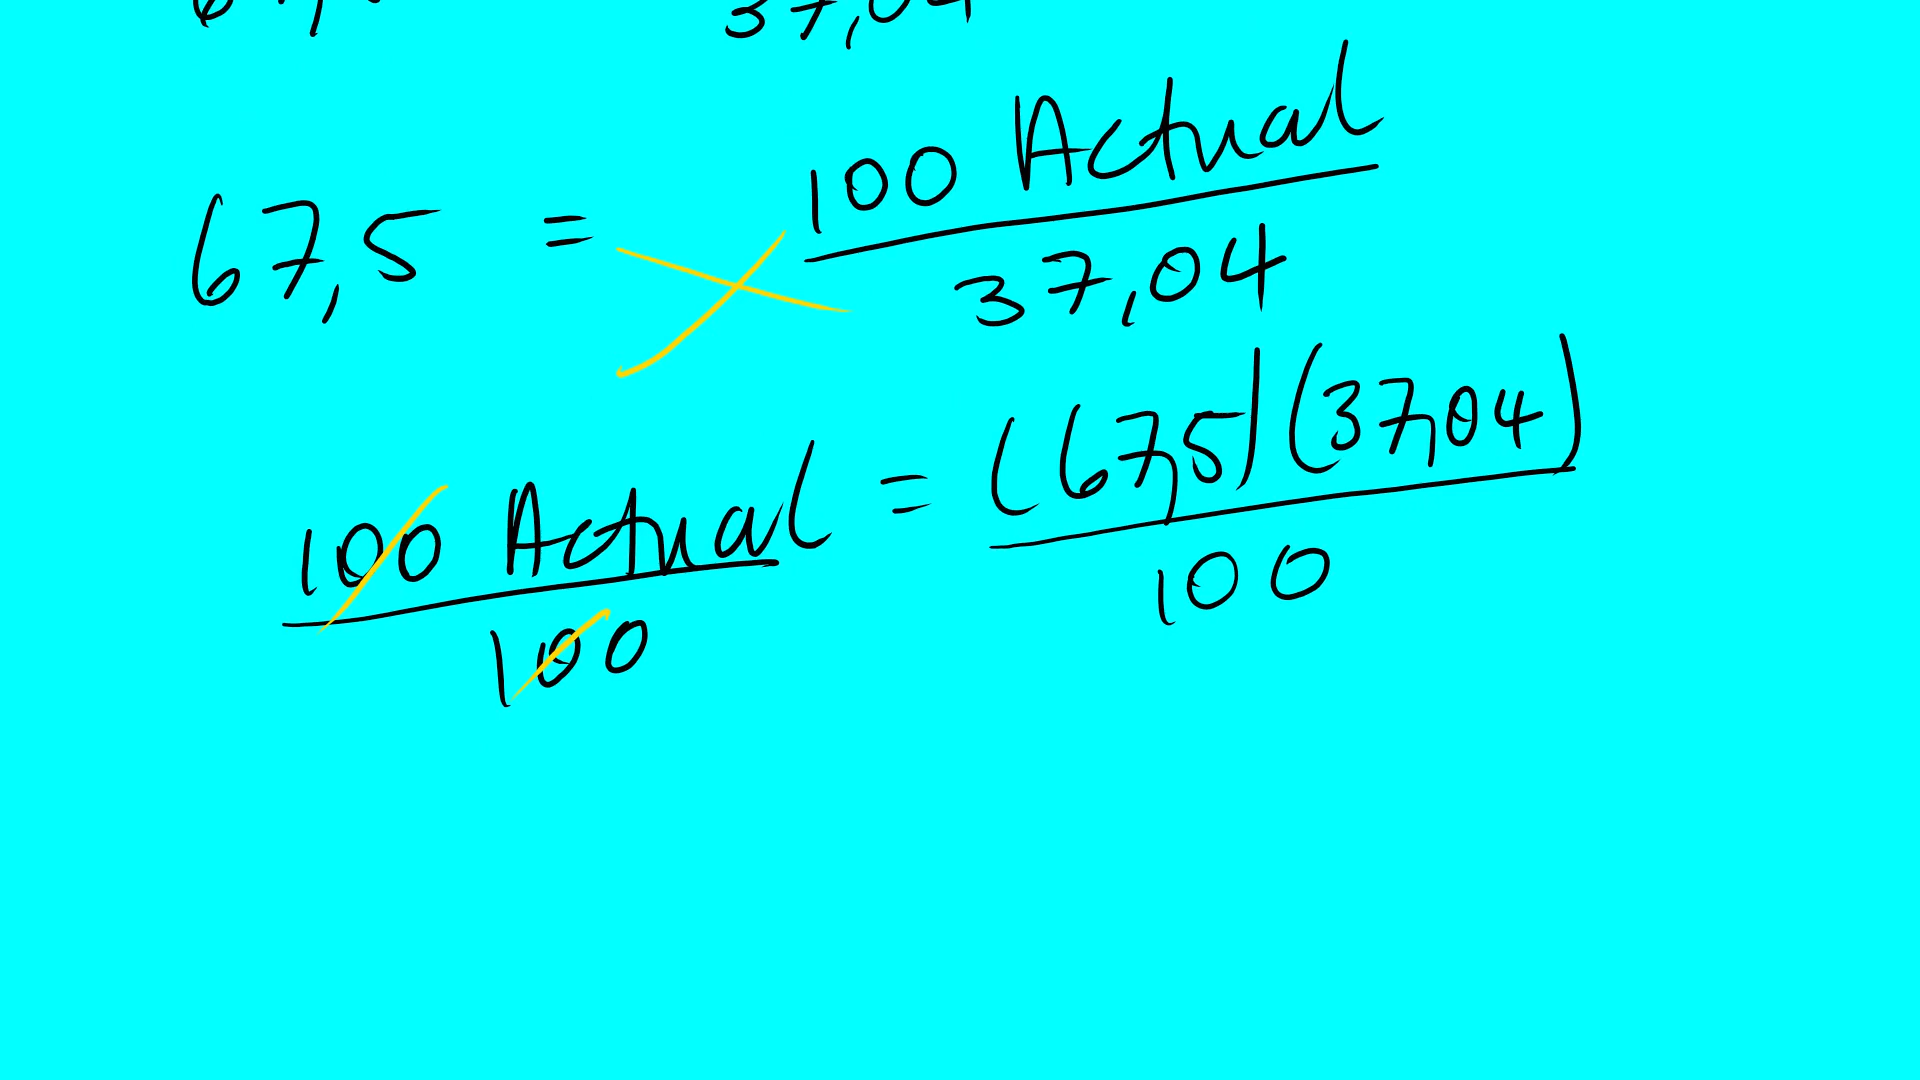 37,04
67,5 = 100 Actual
37,04
100 Actual = (67,5)(37,04)
100 100